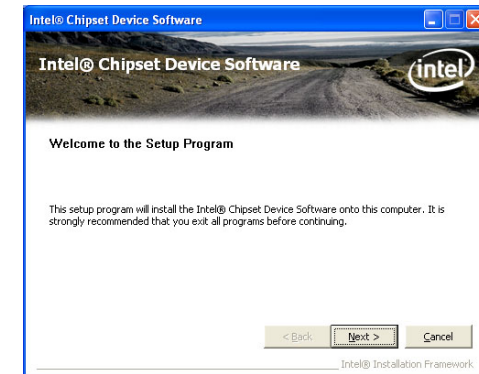 Intel® Chipset Device Software
Intel® Chipset Device Software
intel
Welcome to the Setup Program
This setup program will install the Intel® Chipset Device Software onto this computer. It is
strongly recommended that you exit all programs before continuing.
< Back
Next >
Cancel
Intel® Installation Framework